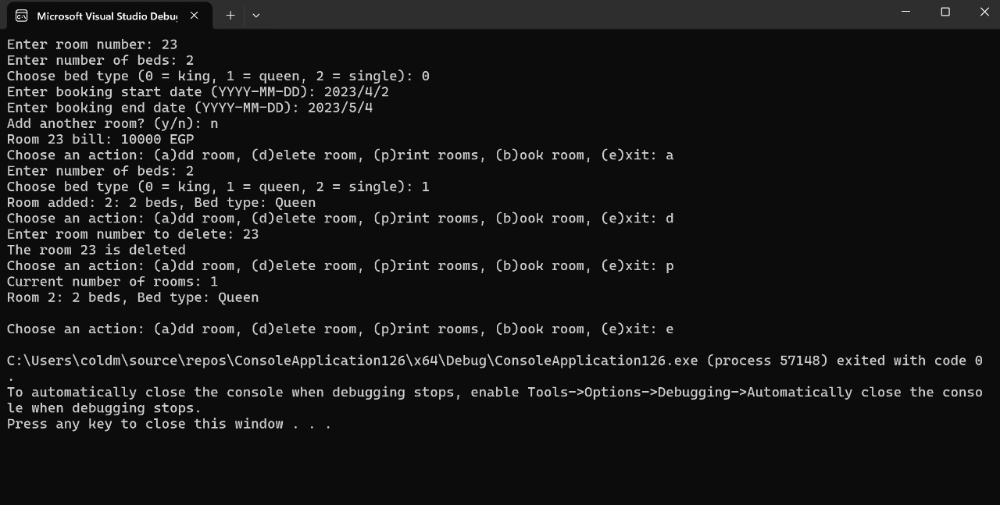 Microsoft Visual Studio Debu
Enter room number: 23
Enter number of beds: 2
Choose bed type (0 = king, 1 = queen, 2 = single): 0
Enter booking start date (YYYY-MM-DD): 2023/4/2
Enter booking end date (YYYY-MM-DD): 2023/5/4
Add another room? (y/n): n
Room 23 bill: 10000 EGP
Choose an action: (a)dd room, (d)elete room, (p)rint rooms, (b)ook room, (e)xit: a
Enter number of beds: 2
Choose bed type (0 = king, 1 = queen, 2 = single): 1
Room added: 2: 2 beds, Bed type: Queen
Choose an action: (a)dd room, (d)elete room, (p)rint rooms, (b)ook room, (e)xit: d
Enter room number to delete: 23
The room 23 is deleted
Choose an action: (a)dd room, (d)elete room, (p)rint rooms, (b)ook room, (e)xit: p
Current number of rooms: 1
Room 2: 2 beds, Bed type: Queen
Choose an action: (a)dd room, (d)elete room, (p)rint rooms, (b)ook room, (e)xit: e
C:\Users\coldm\source\repos\ConsoleApplication126\x64\Debug\ConsoleApplication126.exe (process 57148) exited with code 0
.
To automatically close the console when debugging stops, enable Tools->Options->Debugging->Automatically close the conso
le when debugging stops.
Press any key to close this window . . .